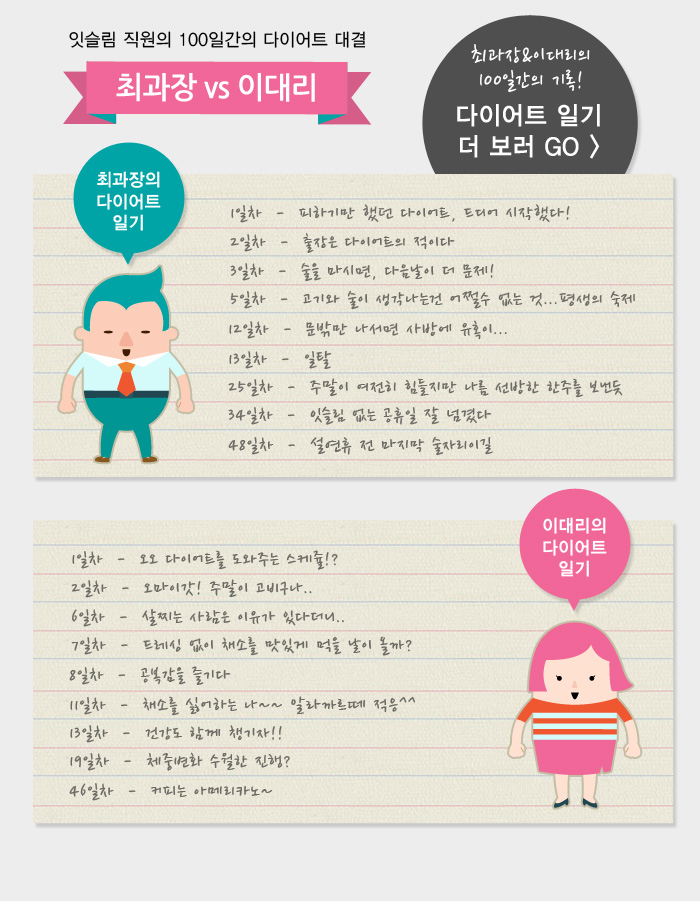 잇슬림 직원의 100일간의 다이어트 대결
최과장 vs 이대리
최과장&이대리의
100일간의 기록!
다이어트 일기
더 보러 GO >
최과장의
다이어트
일기
1일차 - 피하기만 했던 다이어트, 드디어 시작했다!
2일차 - 출장은 다이어트의 적이다
3일차 - 술을 마시면, 다음날이 더 문제!
5일차 - 고기와 술이 생각나는건 어쩔수 없는 것...평생의 숙제
12일차 - 문밖만 나서면 사방에 유혹이...
13일차 - 일탈
25일차 - 주말이 여전히 힘들지만 나름 선방한 한주를 보낸듯
34일차 - 잇슬림 없는 공휴일 잘 넘겼다
48일차 - 설연휴 전 마지막 술자리이길
이대리의
다이어트
일기
1일차 - 오오 다이어트를 도와주는 스케쥴!?
2일차 - 오마이갓! 주말이 고비구나..
6일차 - 살찌는 사람은 이유가 있다더니..
7일차 - 드레싱 없이 채소를 맛있게 먹을 날이 올까?
8일차 - 공복감을 즐기다
11일차 - 채소를 싫어하는 나~~ 알라까르떼 적응^^
13일차 - 건강도 함께 챙기자!!
19일차 - 체중변화 수월한 진행?
46일차 - 커피는 아메리카노~